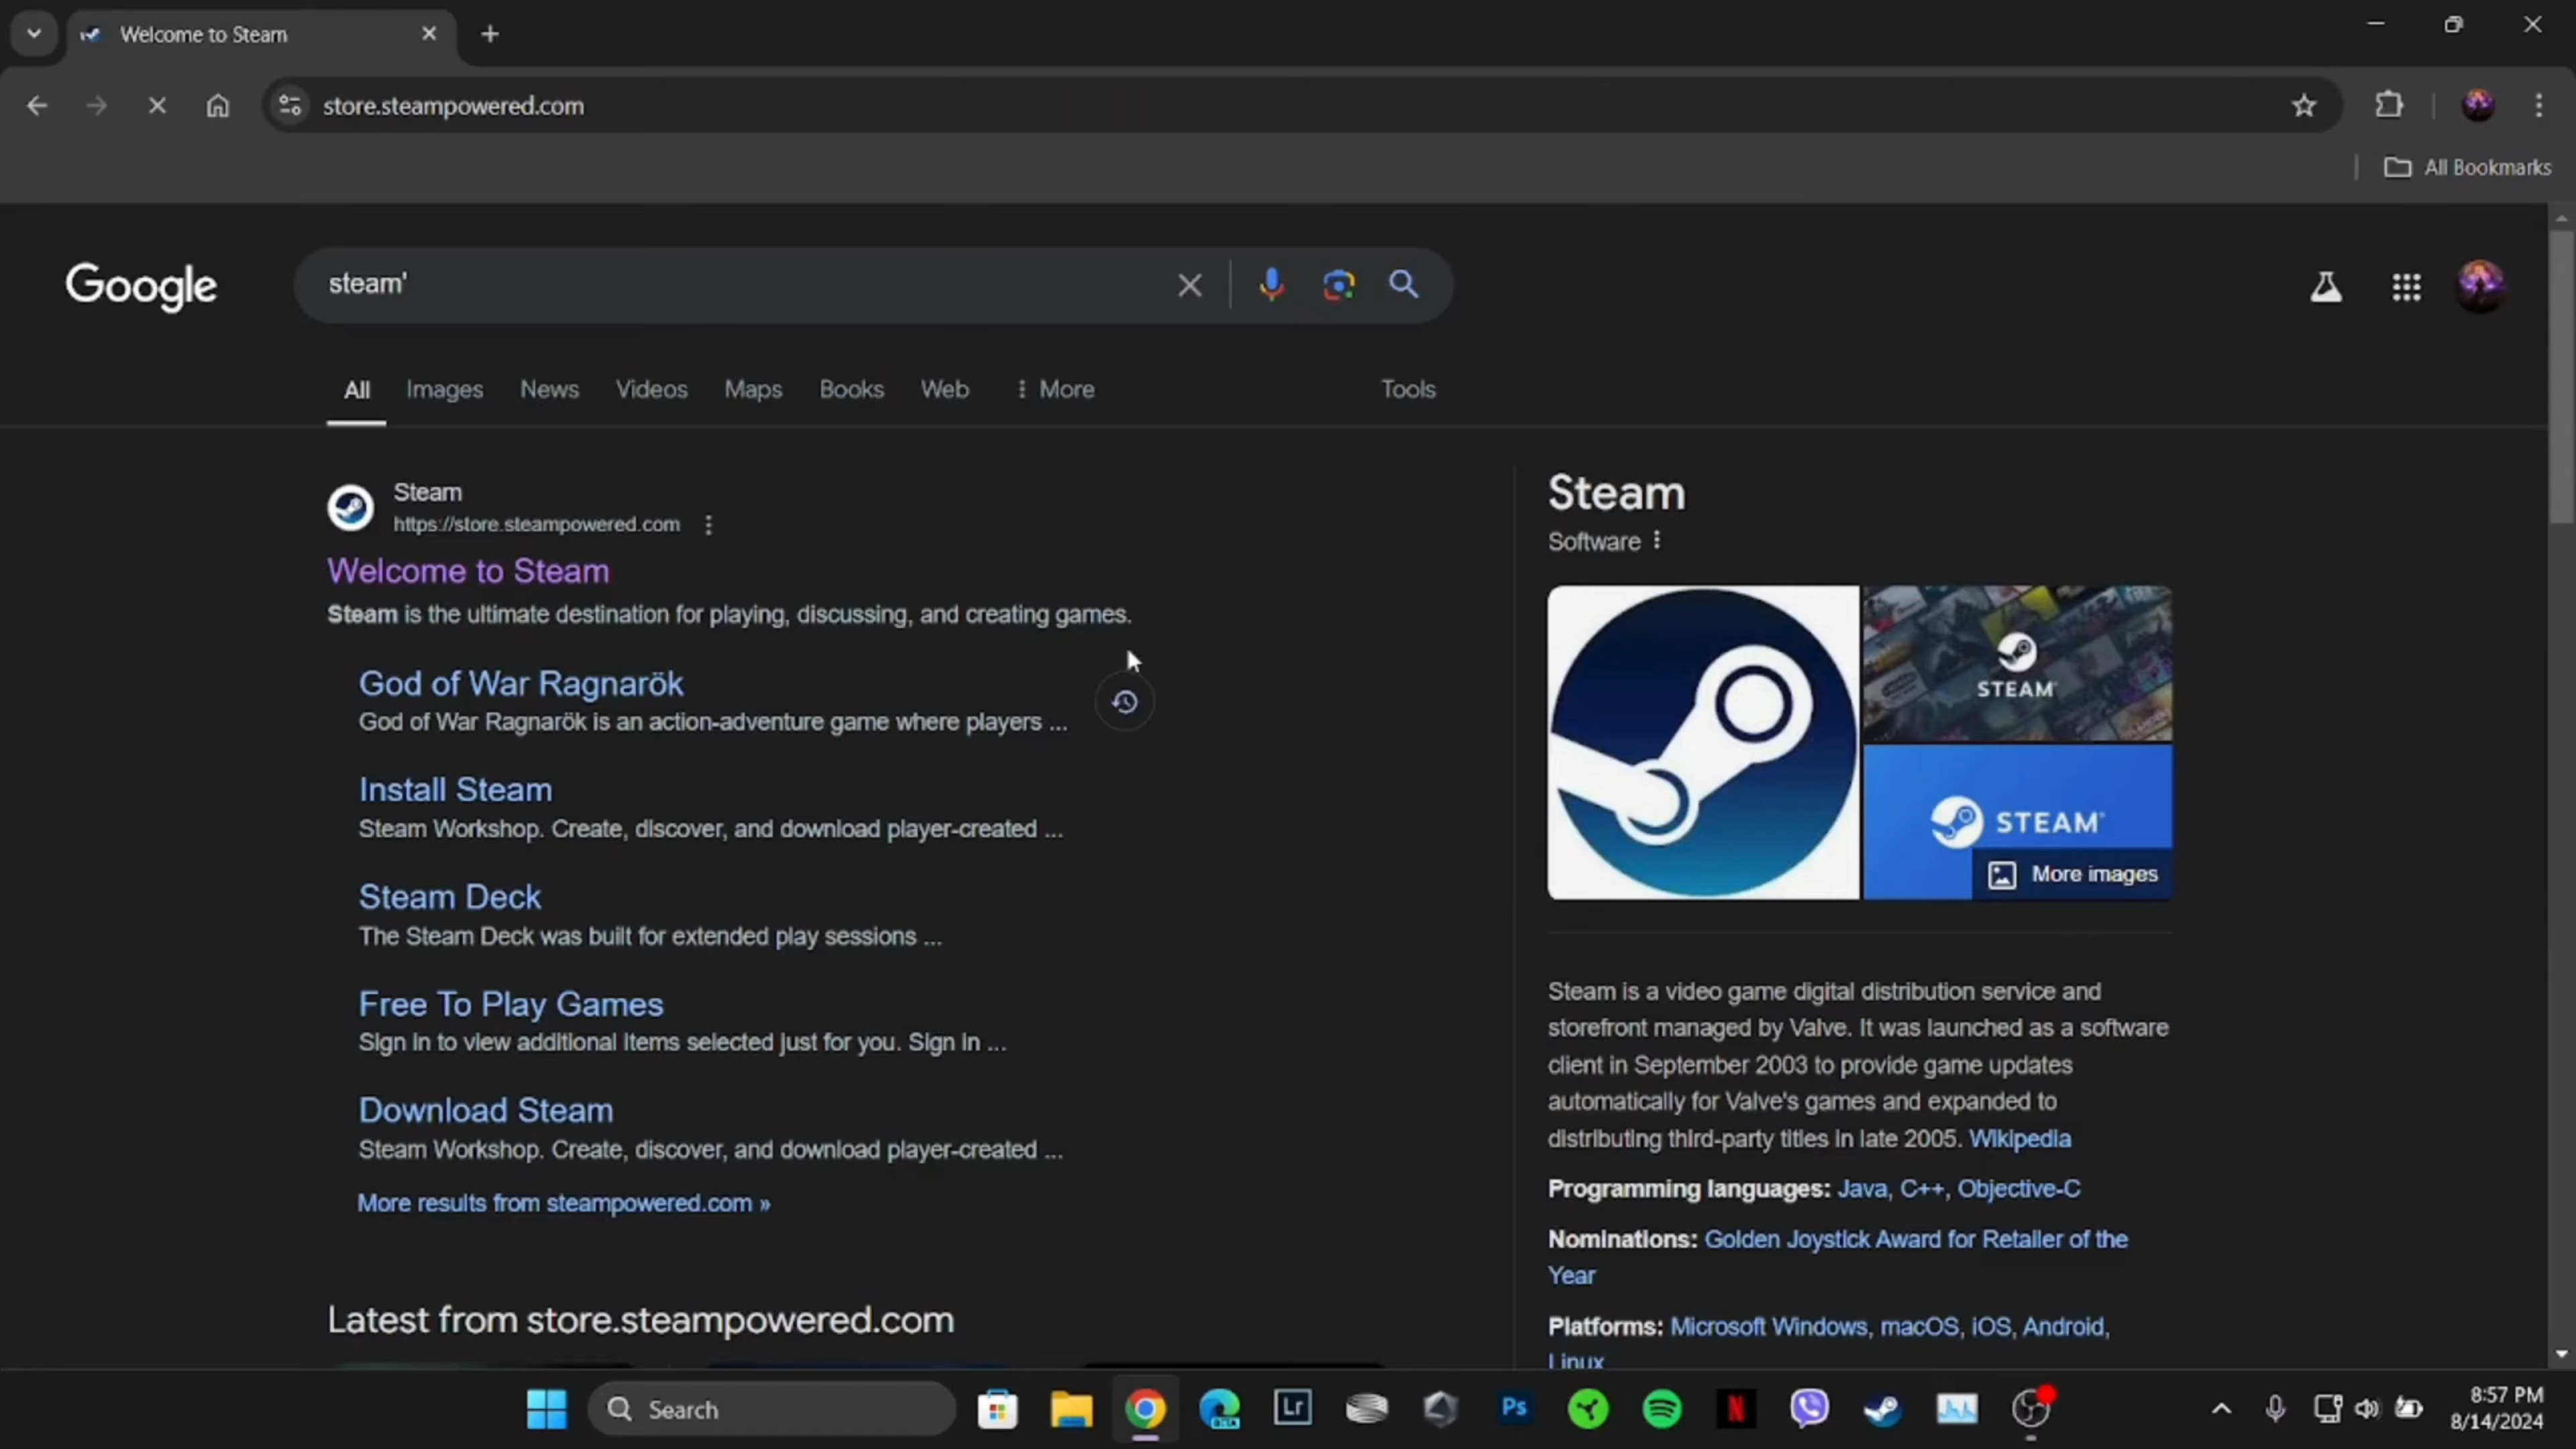 Welcome to Steam
store.steampowered.com
All Bookmarks
Google
steam'
All Images News Videos Maps Books Web More Tools
Steam
https://store.steampowered.com
Welcome to Steam
Steam is the ultimate destination for playing, discussing, and creating games.
God of War Ragnarök
God of War Ragnarök is an action-adventure game where players ...
Install Steam
Steam Workshop. Create, discover, and download player-created ...
Steam Deck
The Steam Deck was built for extended play sessions ...
Free To Play Games
Sign in to view additional items selected just for you. Sign in ...
Download Steam
Steam Workshop. Create, discover, and download player-created ...
More results from steampowered.com »
Latest from store.steampowered.com
Steam
Software
STEAM
STEAM
More images
Steam is a video game digital distribution service and
storefront managed by Valve. It was launched as a software
client in September 2003 to provide game updates
automatically for Valve's games and expanded to
distributing third-party titles in late 2005. Wikipedia
Programming languages: Java, C++, Objective-C
Nominations: Golden Joystick Award for Retailer of the
Year
Platforms: Microsoft Windows, macOS, iOS, Android,
Linux
Search
BETA
Lr
Ps
N
8:57 PM
8/14/2024